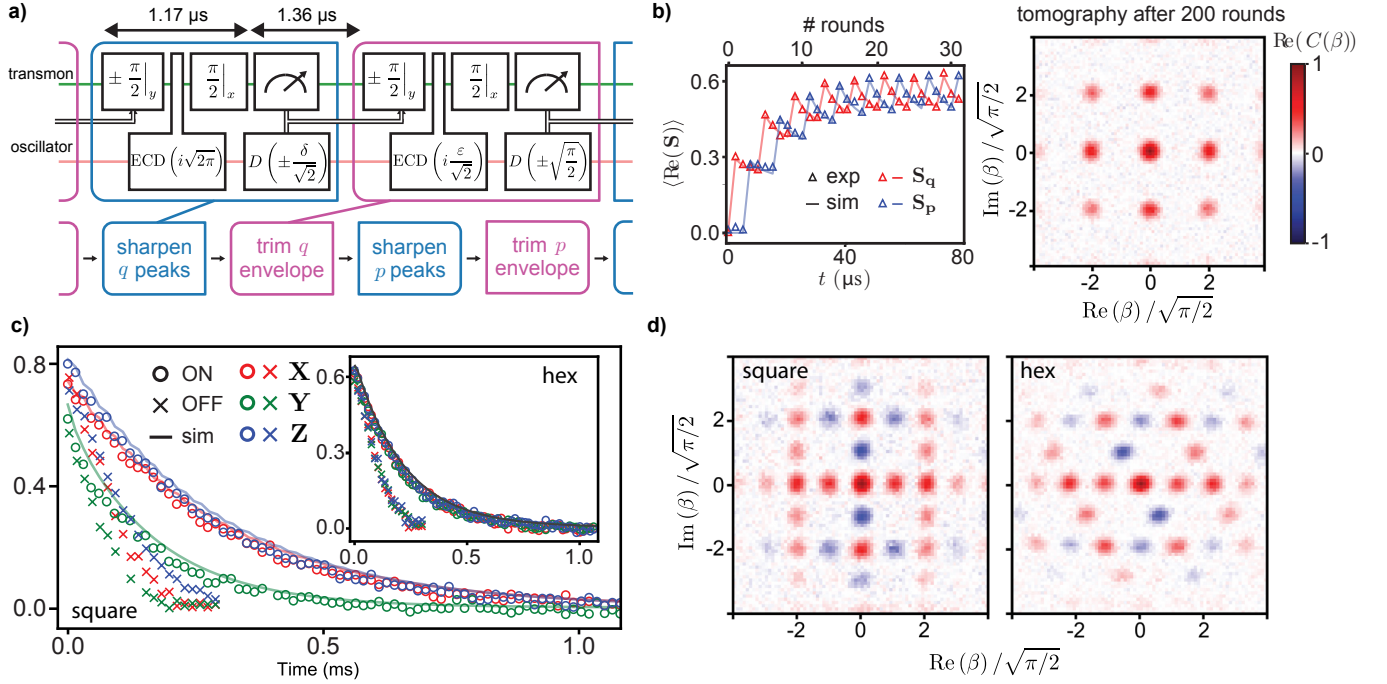 a)
1.17 µs
1.36 µs
transmon
± π/2|y
π/2|x
± π/2|y
π/2|x
oscillator
ECD (i√2π)
D (± δ/√2)
ECD (i ε/√2)
D (± √π/2)
sharpen
q peaks
trim q
envelope
sharpen
p peaks
trim p
envelope
b)
# rounds
0 10 20 30
⟨Re(S)⟩
0.6
0.3
0.0
exp
sim
S_q
S_p
0 40 80
t (µs)
tomography after 200 rounds
Re(C(β))
1
0
-1
Im (β) /√π/2
2
0
-2
-2 0 2
Re (β) /√π/2
c)
0.8
0.4
0.0
ON
OFF
sim
X
Y
Z
square
0.0 0.5 1.0
Time (ms)
hex
0.6
0.3
0.0
0.0 0.5 1.0
d)
square
hex
Im (β) /√π/2
2
0
-2
-2 0 2
-2 0 2
Re (β) /√π/2